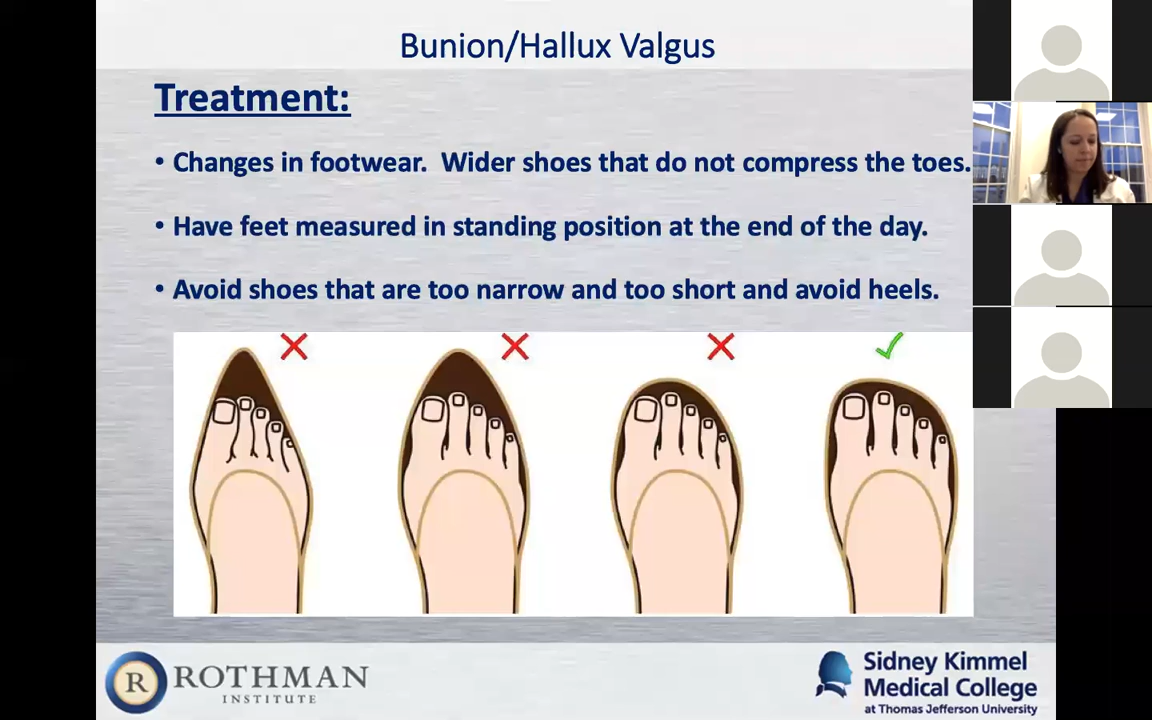 Bunion/Hallux Valgus
Treatment:
• Changes in footwear.  Wider shoes that do not compress the toes.
• Have feet measured in standing position at the end of the day.
• Avoid shoes that are too narrow and too short and avoid heels.
R ROTHMAN
INSTITUTE
Sidney Kimmel
Medical College
at Thomas Jefferson University